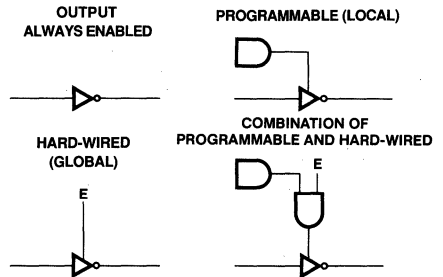 OUTPUT
ALWAYS ENABLED
PROGRAMMABLE (LOCAL)
HARD-WIRED
(GLOBAL)
E
COMBINATION OF
PROGRAMMABLE AND HARD-WIRED
E